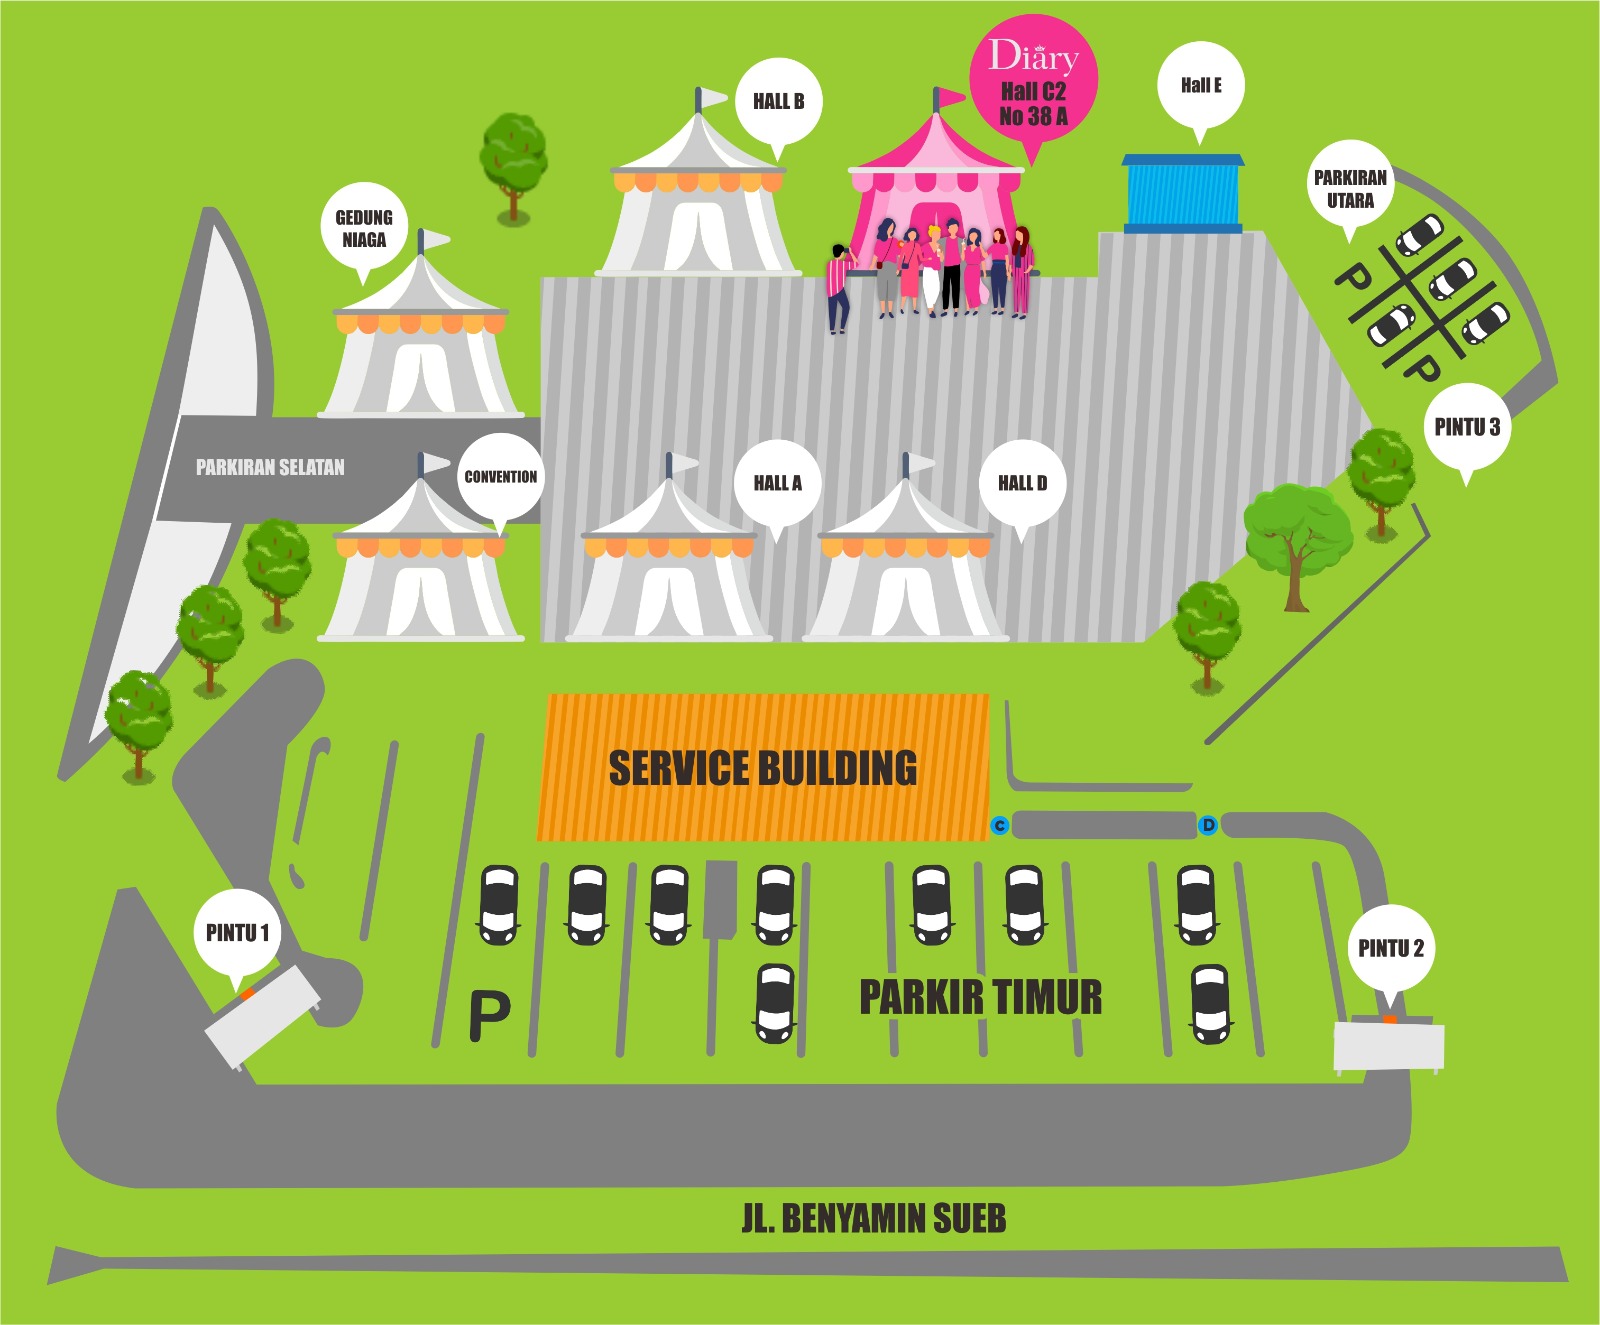 Diary
Hall C2
No 38 A
Hall E
HALL B
PARKIRAN
UTARA
GEDUNG
NIAGA
P
P
PINTU 3
PARKIRAN SELATAN
CONVENTION
HALL A
HALL D
SERVICE BUILDING
C
D
PINTU 1
PINTU 2
P
PARKIR TIMUR
JL. BENYAMIN SUEB